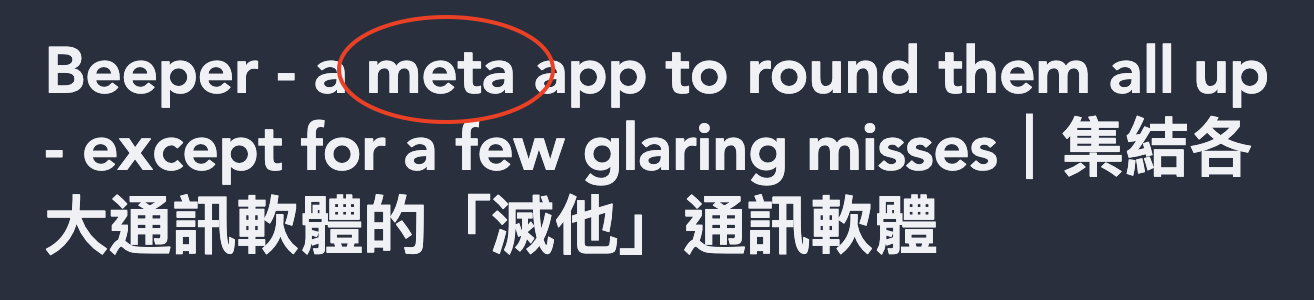 Beeper - a meta app to round them all up
- except for a few glaring misses｜集結各
大通訊軟體的「滅他」通訊軟體